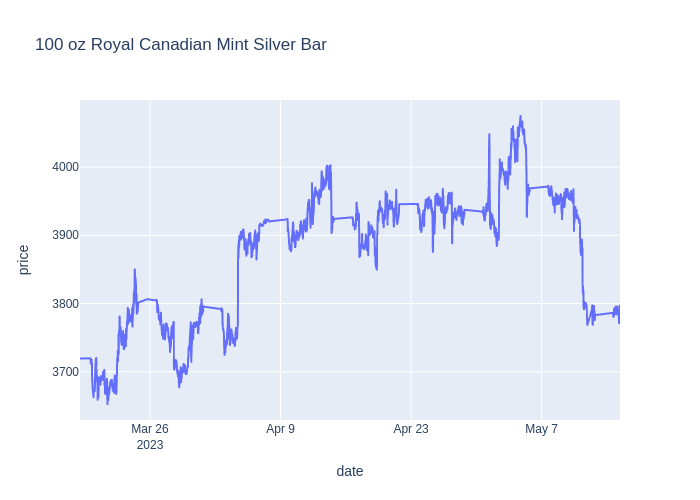 100 oz Royal Canadian Mint Silver Bar
price
4000
3900
3800
3700
Mar 26
2023
Apr 9
Apr 23
May 7
date